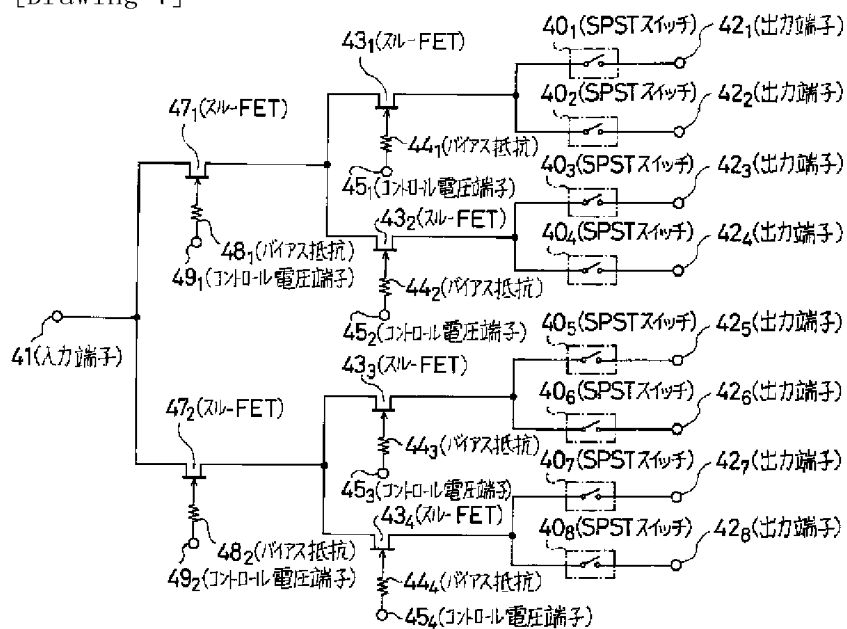 40₁(SPSTスイッチ)
42₁(出力端子)
43₁(スルーFET)
40₂(SPSTスイッチ)
42₂(出力端子)
47₁(スルーFET)
44₁(バイアス抵抗)
40₃(SPSTスイッチ)
42₃(出力端子)
45₁(コントロール電圧端子)
43₂(スルーFET)
40₄(SPSTスイッチ)
42₄(出力端子)
48₁(バイアス抵抗)
49₁(コントロール電圧端子)
44₂(バイアス抵抗)
40₅(SPSTスイッチ)
42₅(出力端子)
45₂(コントロール電圧端子)
41(入力端子)
43₃(スルーFET)
40₆(SPSTスイッチ)
42₆(出力端子)
47₂(スルーFET)
44₃(バイアス抵抗)
40₇(SPSTスイッチ)
42₇(出力端子)
45₃(コントロール電圧端子)
43₄(スルーFET)
40₈(SPSTスイッチ)
42₈(出力端子)
48₂(バイアス抵抗)
49₂(コントロール電圧端子)
44₄(バイアス抵抗)
45₄(コントロール電圧端子)